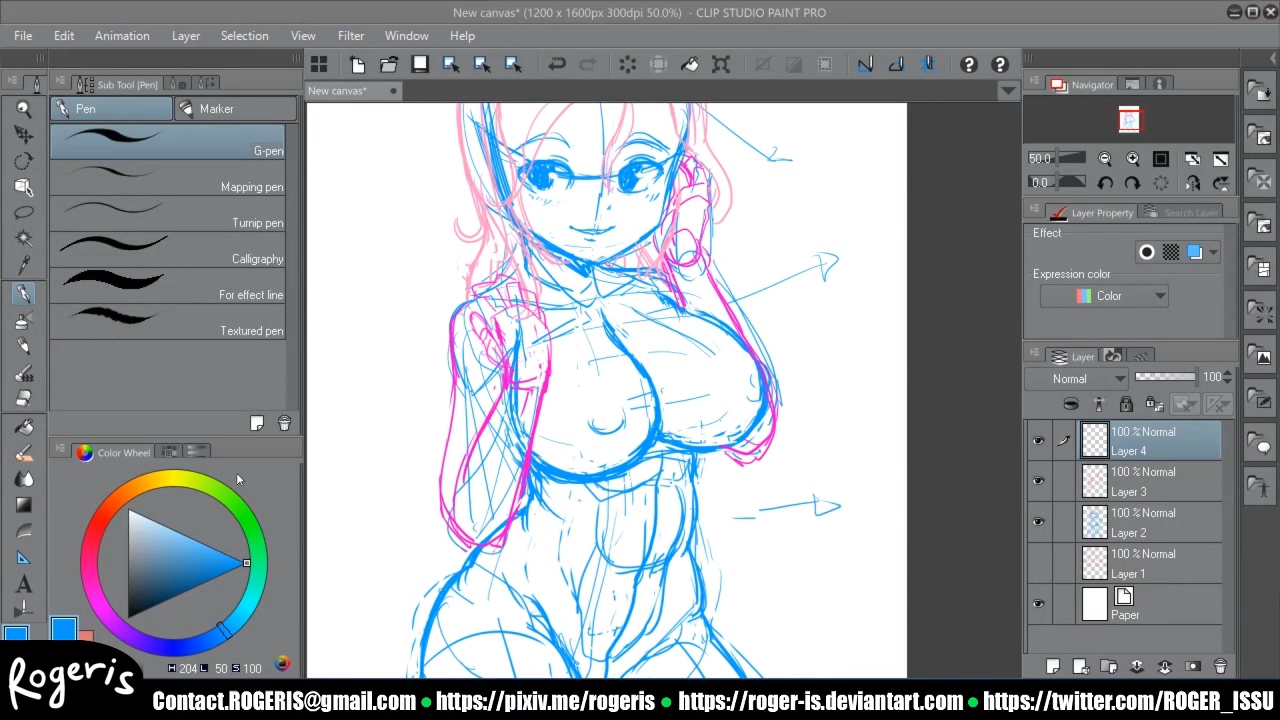 New canvas* (1200 x 1600px 300dpi 50.0%) - CLIP STUDIO PAINT PRO
File Edit Animation Layer Selection View Filter Window Help
Sub Tool [Pen]
Pen Marker
G-pen
Mapping pen
Turnip pen
Calligraphy
For effect line
Textured pen
Color Wheel
H 204 L 50 S 100
New canvas*
Navigator
50.0
0.0
Layer Property Search Layer
Effect
Expression color
Color
Layer
Normal 100
100 % Normal
Layer 4
100 % Normal
Layer 3
100 % Normal
Layer 2
100 % Normal
Layer 1
Paper
Rogeris
Contact.ROGERIS@gmail.com ● https://pixiv.me/rogeris ● https://roger-is.deviantart.com ● https://twitter.com/ROGER_ISSU